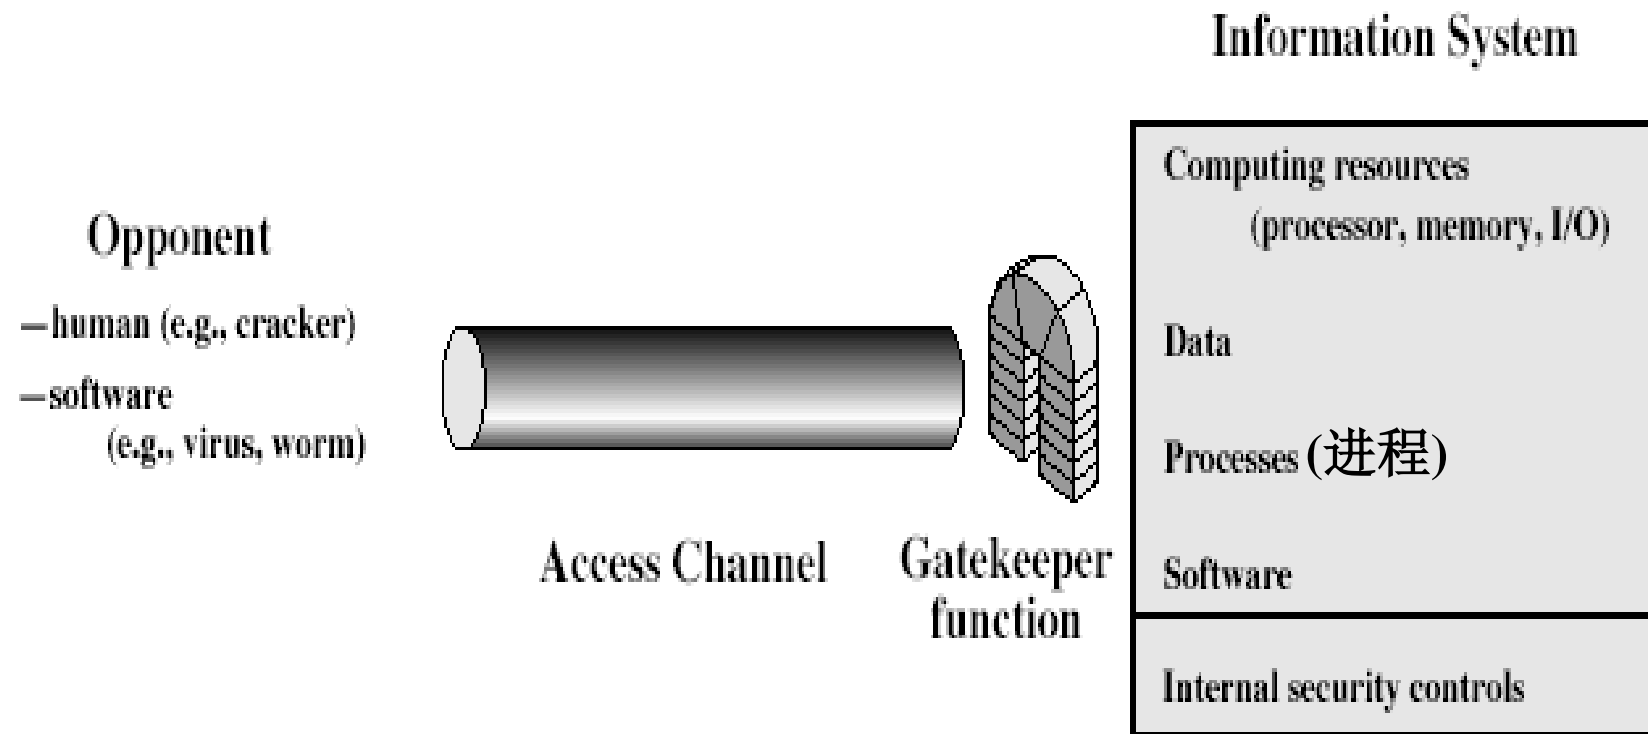 Information System
Opponent
—human (e.g., cracker)
—software
(e.g., virus, worm)
Access Channel
Gatekeeper
function
Computing resources
(processor, memory, I/O)
Data
Processes (进程)
Software
Internal security controls